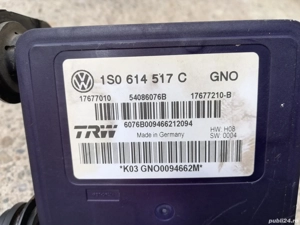 1S0 614 517 C GNO
17677010 54086076B 17677210-B
6076B009466212094
TRW Made in Germany HW H08
SW 0004
*K03 GNO0094662M*
publi24.ro